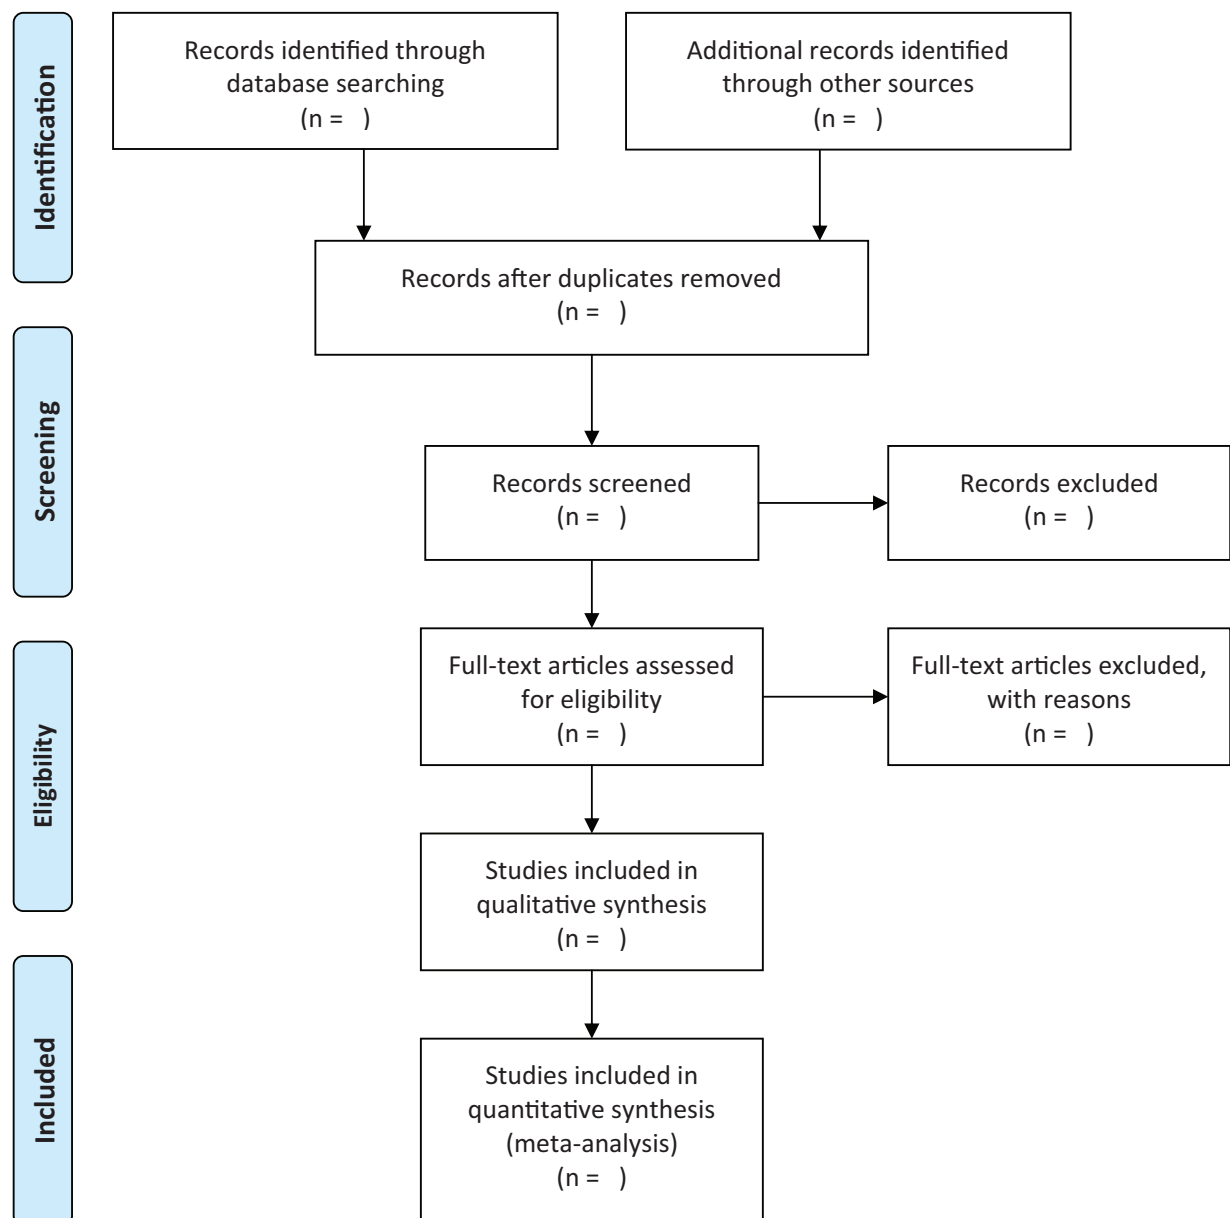 Identification
Records identified through
database searching
(n =   )
Additional records identified
through other sources
(n =   )
Records after duplicates removed
(n =   )
Screening
Records screened
(n =   )
Records excluded
(n =   )
Eligibility
Full-text articles assessed
for eligibility
(n =   )
Full-text articles excluded,
with reasons
(n =   )
Studies included in
qualitative synthesis
(n =   )
Included
Studies included in
quantitative synthesis
(meta-analysis)
(n =   )